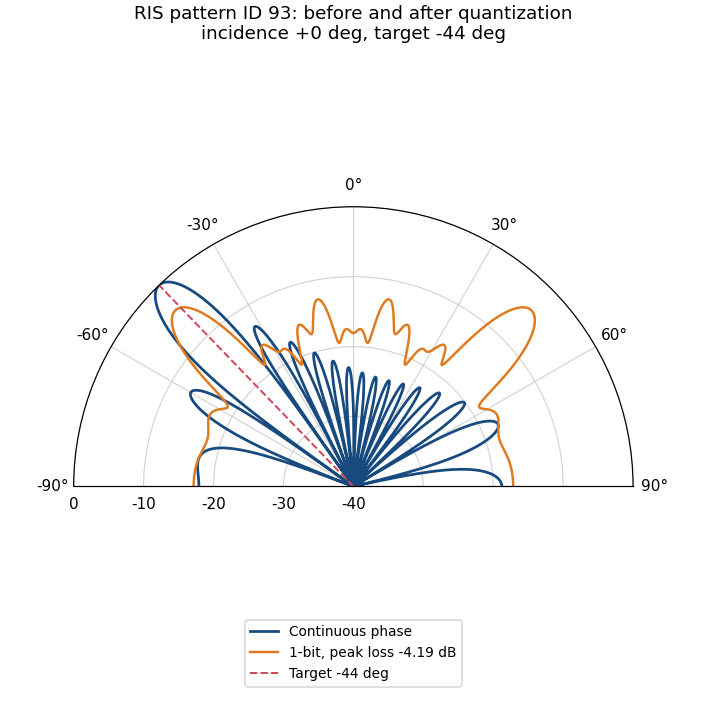 RIS pattern ID 93: before and after quantization
incidence +0 deg, target -44 deg
0°
-30°
30°
-60°
60°
-90°
90°
0
-10
-20
-30
-40
Continuous phase
1-bit, peak loss -4.19 dB
Target -44 deg